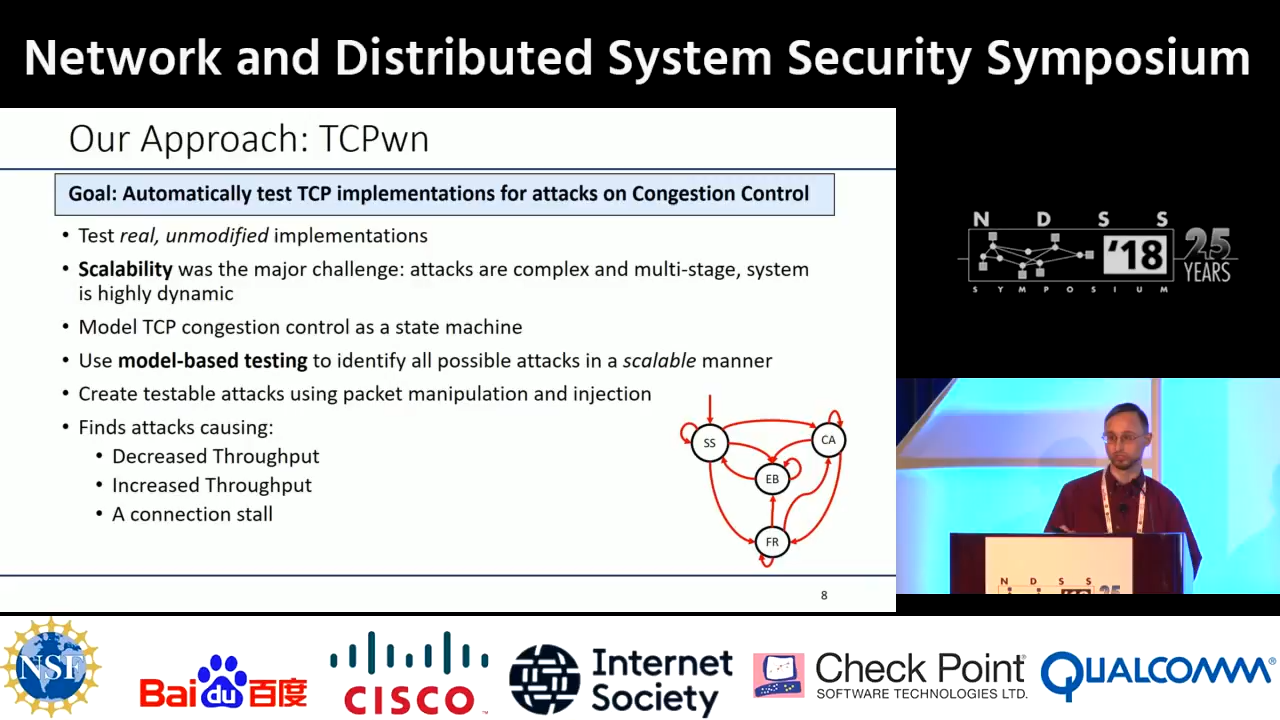 Network and Distributed System Security Symposium
Our Approach: TCPwn
Goal: Automatically test TCP implementations for attacks on Congestion Control
• Test real, unmodified implementations
• Scalability was the major challenge: attacks are complex and multi-stage, system
is highly dynamic
• Model TCP congestion control as a state machine
• Use model-based testing to identify all possible attacks in a scalable manner
• Create testable attacks using packet manipulation and injection
• Finds attacks causing:
• Decreased Throughput
• Increased Throughput
• A connection stall
SS
CA
EB
FR
8
N D S S
'18
25
YEARS
SYMPOSIUM
N D S S
'18
25
NSF
Bai du 百度
CISCO
Internet
Society
Check Point
SOFTWARE TECHNOLOGIES LTD.
QUALCOMM®